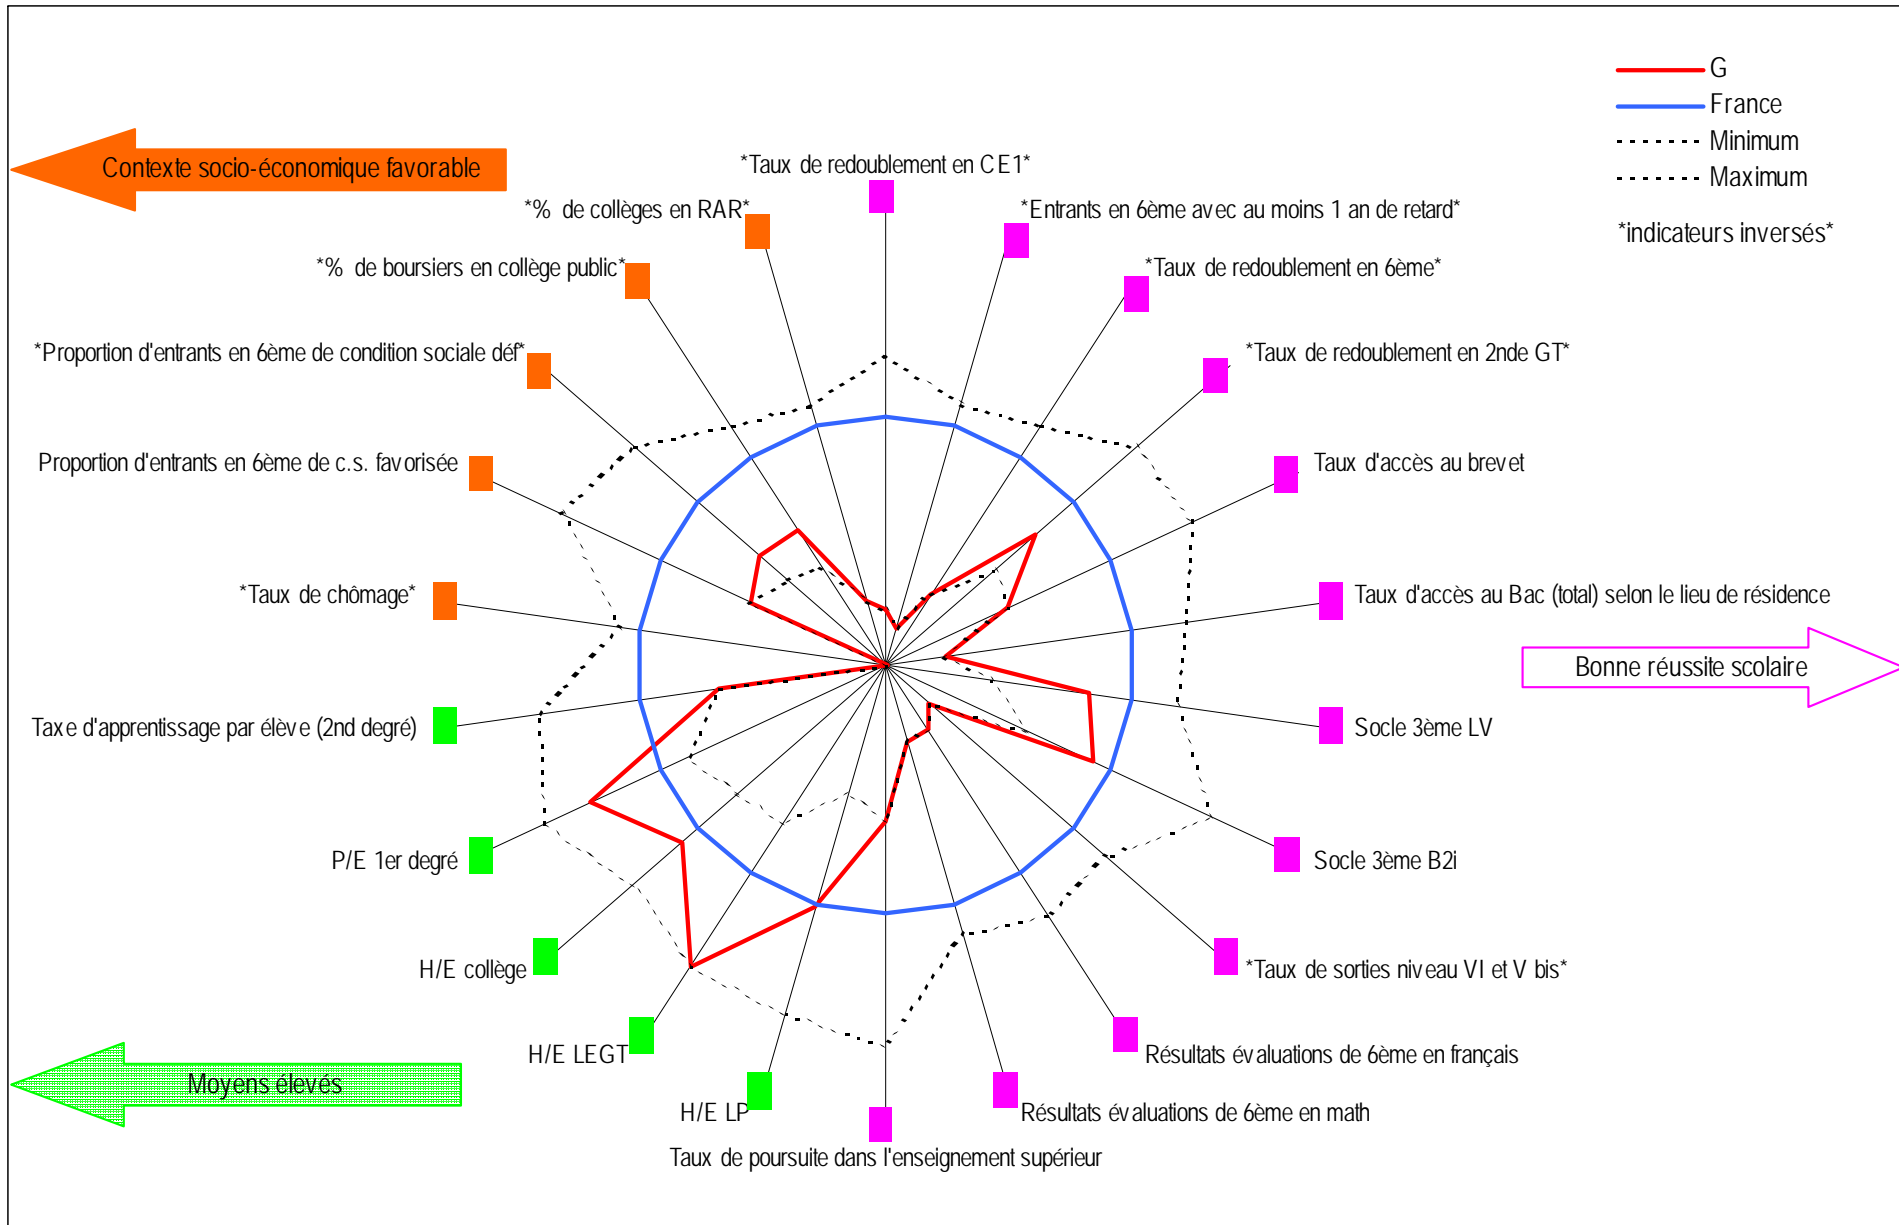 G
France
Minimum
Maximum
*indicateurs inversés*
Contexte socio-économique favorable
*Taux de redoublement en CE1*
*% de collèges en RAR*
*Entrants en 6ème avec au moins 1 an de retard*
*% de boursiers en collège public*
*Taux de redoublement en 6ème*
*Proportion d'entrants en 6ème de condition sociale déf*
*Taux de redoublement en 2nde GT*
Proportion d'entrants en 6ème de c.s. favorisée
Taux d'accès au brevet
*Taux de chômage*
Taux d'accès au Bac (total) selon le lieu de résidence
Bonne réussite scolaire
Taxe d'apprentissage par élève (2nd degré)
Socle 3ème LV
P/E 1er degré
Socle 3ème B2i
H/E collège
*Taux de sorties niveau VI et V bis*
H/E LEGT
Résultats évaluations de 6ème en français
Moyens élevés
H/E LP
Résultats évaluations de 6ème en math
Taux de poursuite dans l'enseignement supérieur